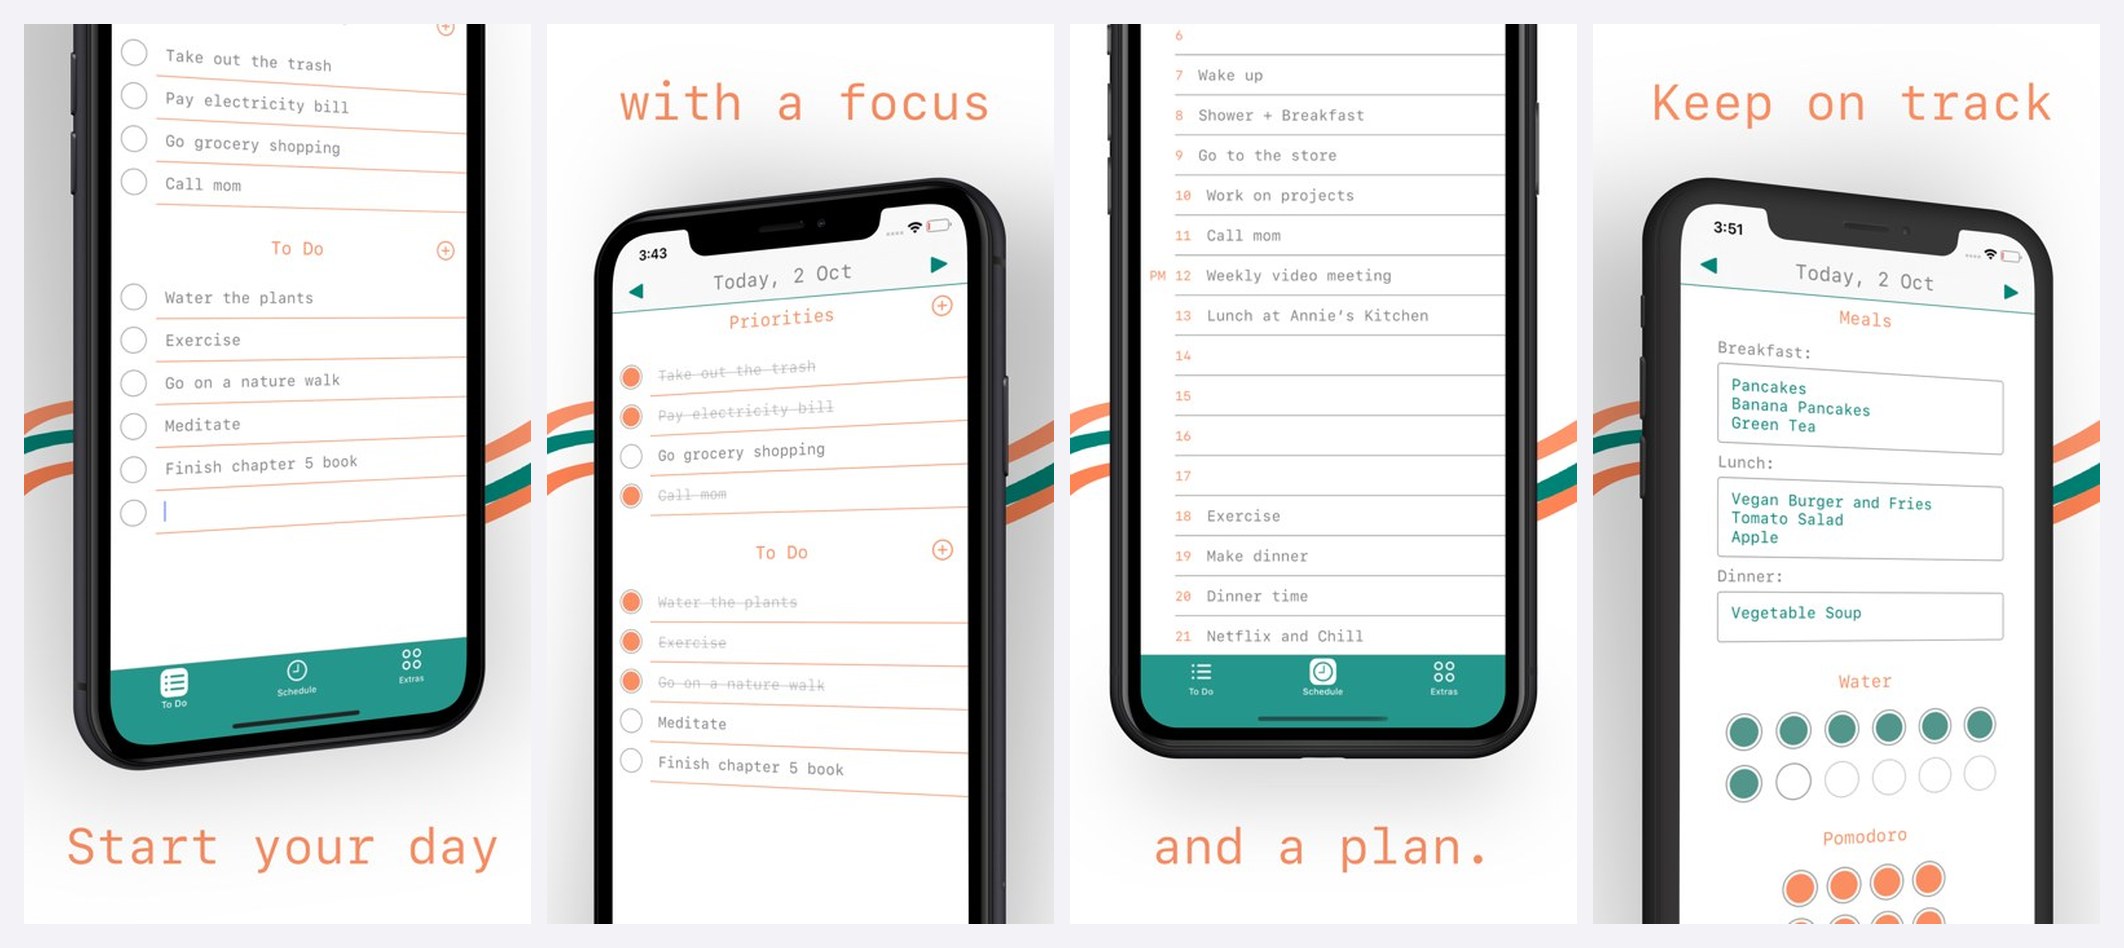 Take out the trash
Pay electricity bill
Go grocery shopping
Call mom
To Do
Water the plants
Exercise
Go on a nature walk
Meditate
Finish chapter 5 book
To Do
Schedule
Extras
Start your day
with a focus
3:43
Today, 2 Oct
Priorities
Take out the trash
Pay electricity bill
Go grocery shopping
Call mom
To Do
Water the plants
Exercise
Go on a nature walk
Meditate
Finish chapter 5 book
6
7 Wake up
8 Shower + Breakfast
9 Go to the store
10 Work on projects
11 Call mom
PM 12 Weekly video meeting
13 Lunch at Annie's Kitchen
14
15
16
17
18 Exercise
19 Make dinner
20 Dinner time
21 Netflix and Chill
To Do
Schedule
Extras
and a plan.
Keep on track
3:51
Today, 2 Oct
Meals
Breakfast:
Pancakes
Banana Pancakes
Green Tea
Lunch:
Vegan Burger and Fries
Tomato Salad
Apple
Dinner:
Vegetable Soup
Water
Pomodoro